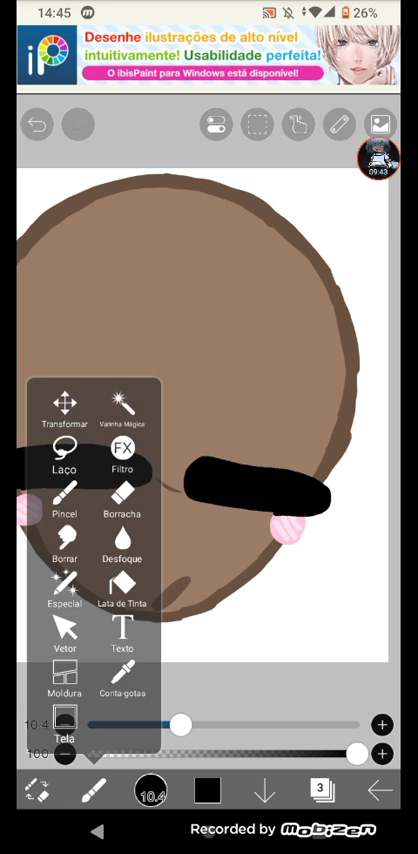 14:45 m 26%
iP Desenhe ilustrações de alto nível
intuitivamente! Usabilidade perfeita!
O ibisPaint para Windows está disponível!
09:43
Transformar Varinha Mágica
Laço FX Filtro
Pincel Borracha
Borrar Desfoque
Especial Lata de Tinta
Vetor T Texto
Moldura Conta-gotas
Tela
10.4 - +
100 - +
10.4 3
Recorded by mobizen